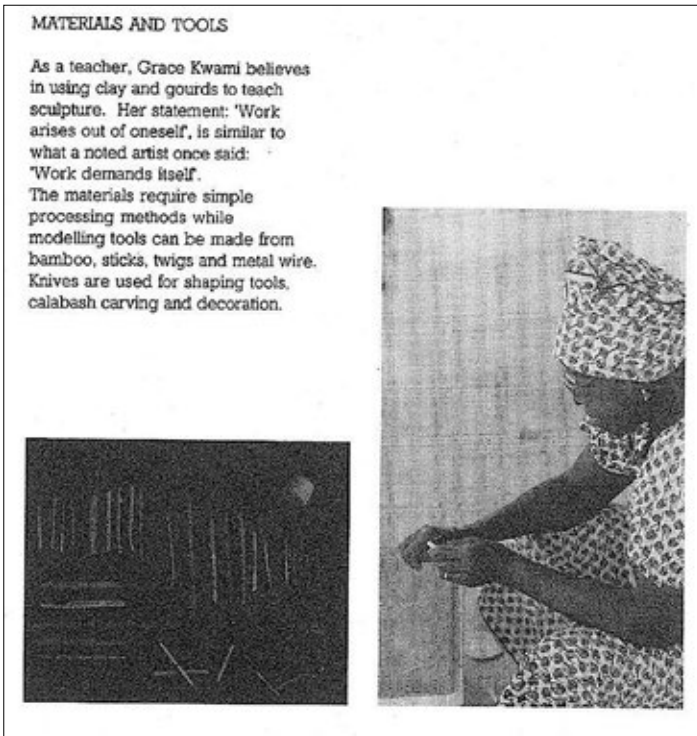 MATERIALS AND TOOLS
As a teacher, Grace Kwami believes
in using clay and gourds to teach
sculpture. Her statement: 'Work
arises out of oneself', is similar to
what a noted artist once said:
'Work demands itself'.
The materials require simple
processing methods while
modelling tools can be made from
bamboo, sticks, twigs and metal wire.
Knives are used for shaping tools,
calabash carving and decoration.